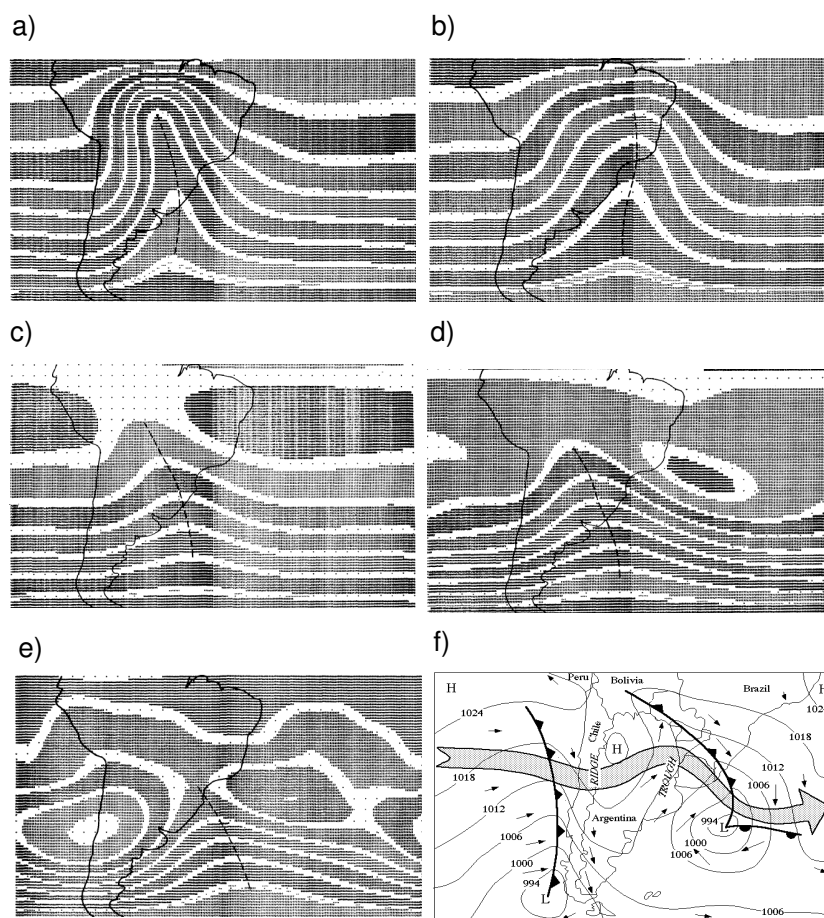 a)
b)
c)
d)
e)
f)
Peru
Bolivia
H
Brazil
H
1024
1024
Chile
H
1018
1018
RIDGE
TROUGH
1012
1006
1018
1012
Argentina
994
L
1006
1000
1006
1000
994
L
1006